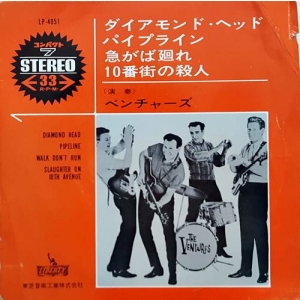 LP-4051
コンパクト
7
STEREO
33
R·P·M·
ダイアモンド・ヘッド
パイプライン
急がば廻れ
10番街の殺人
(演奏)
ベンチャーズ
DIAMOND HEAD
PIPELINE
WALK DON'T RUN
SLAUGHTER ON
10TH AVENUE
THE
VENTURES
LIBERTY
東芝音楽工業株式会社